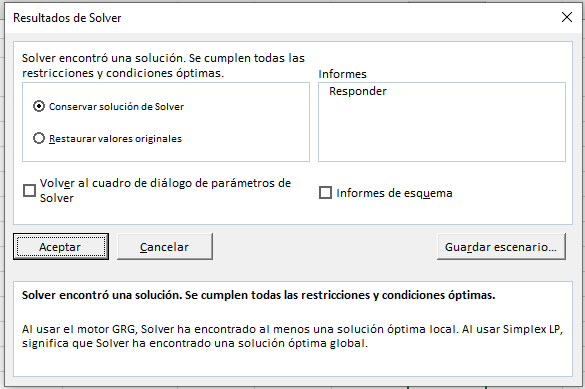 Resultados de Solver
Solver encontró una solución. Se cumplen todas las
restricciones y condiciones óptimas.
Informes
Conservar solución de Solver
Restaurar valores originales
Responder
Volver al cuadro de diálogo de parámetros de
Solver
Informes de esquema
Aceptar
Cancelar
Guardar escenario...
Solver encontró una solución. Se cumplen todas las restricciones y condiciones óptimas.
Al usar el motor GRG, Solver ha encontrado al menos una solución óptima local. Al usar Simplex LP,
significa que Solver ha encontrado una solución óptima global.